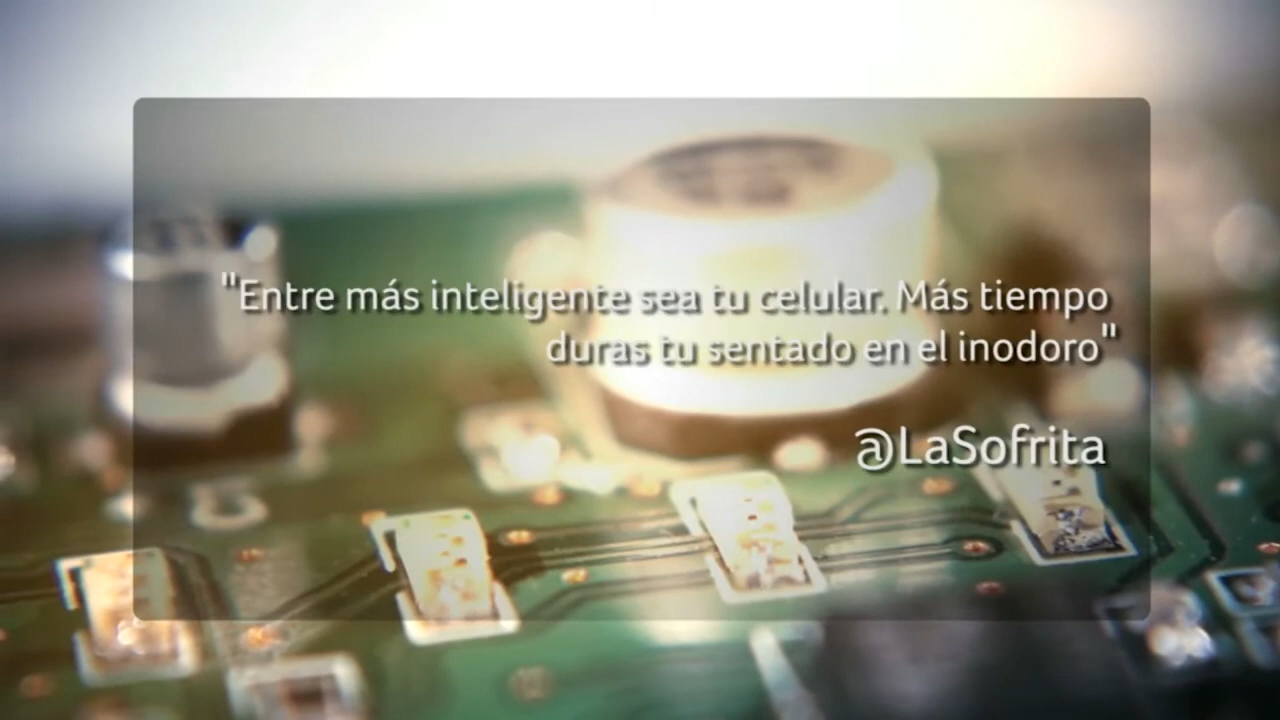 "Entre más inteligente sea tu celular. Más tiempo
duras tu sentado en el inodoro"
@LaSofrita